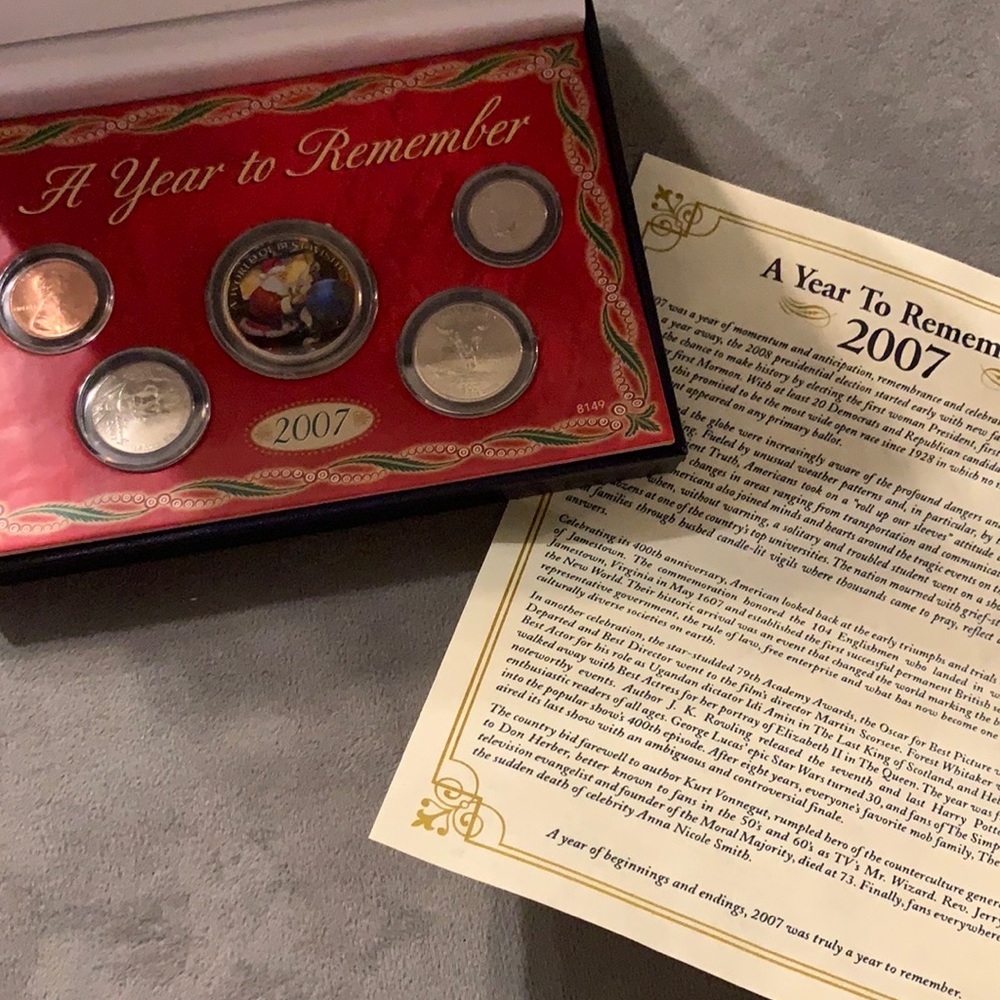 A Year to Remember
A WORLD OF BEST WISHES
2007
8149
A Year To Remem
2007
07 was a year of momentum and anticipation, remembrance and celebr
a year away, the 2008 presidential election started early with new f
the chance to make history by electing the first woman President, first
first Mormon. With at least 20 Democrats and Republican candida
this promised to be the most wide open race since 1928 in which no
ent appeared on any primary ballot.
d the globe were increasingly aware of the profound dangers an
ng. Fueled by unusual weather patterns and, in particular, by
ient Truth, Americans took on a "roll up our sleeves" attitude
changes in areas ranging from transportation and communica
when, without warning, a solitary and troubled student went on a sh
Americans also joined minds and hearts around the tragic events on
dozens at one of the country's top universities. The nation mourned with grief-st
families through hushed candle-lit vigils where thousands came to pray, reflect
answers.
Celebrating its 400th anniversary, American looked back at the early triumphs and trials
of Jamestown. The commemoration honored the 104 Englishmen who landed in
Jamestown, Virginia in May 1607 and established the first successful permanent British s
the New World. Their historic arrival was an event that changed the world marking the b
representative government, the rule of law, free enterprise and what has now become one
culturally diverse societies on earth.
In another celebration, the star-studded 79th Academy Awards, the Oscar for Best Picture
Departed and Best Director went to the film's director Martin Scorsese. Forest Whitaker
Best Actor for his role as Ugandan dictator Idi Amin in The Last King of Scotland, and Hel
walked away with Best Actress for her portrayal of Elizabeth II in The Queen. The year was f
noteworthy events. Author J. K. Rowling released the seventh and last Harry Pott
enthusiastic readers of all ages. George Lucas' epic Star Wars turned 30, and fans of The Simp
into the popular show's 400th episode. After eight years, everyone's favorite mob family, The
aired its last show with an ambiguous and controversial finale.
The country bid farewell to author Kurt Vonnegut, rumpled hero of the counterculture gener
to Don Herber, better known to fans in the 50's and 60's as TV's Mr. Wizard. Rev. Jerry
television evangelist and founder of the Moral Majority, died at 73. Finally, fans everywhere
the sudden death of celebrity Anna Nicole Smith.
A year of beginnings and endings, 2007 was truly a year to remember.